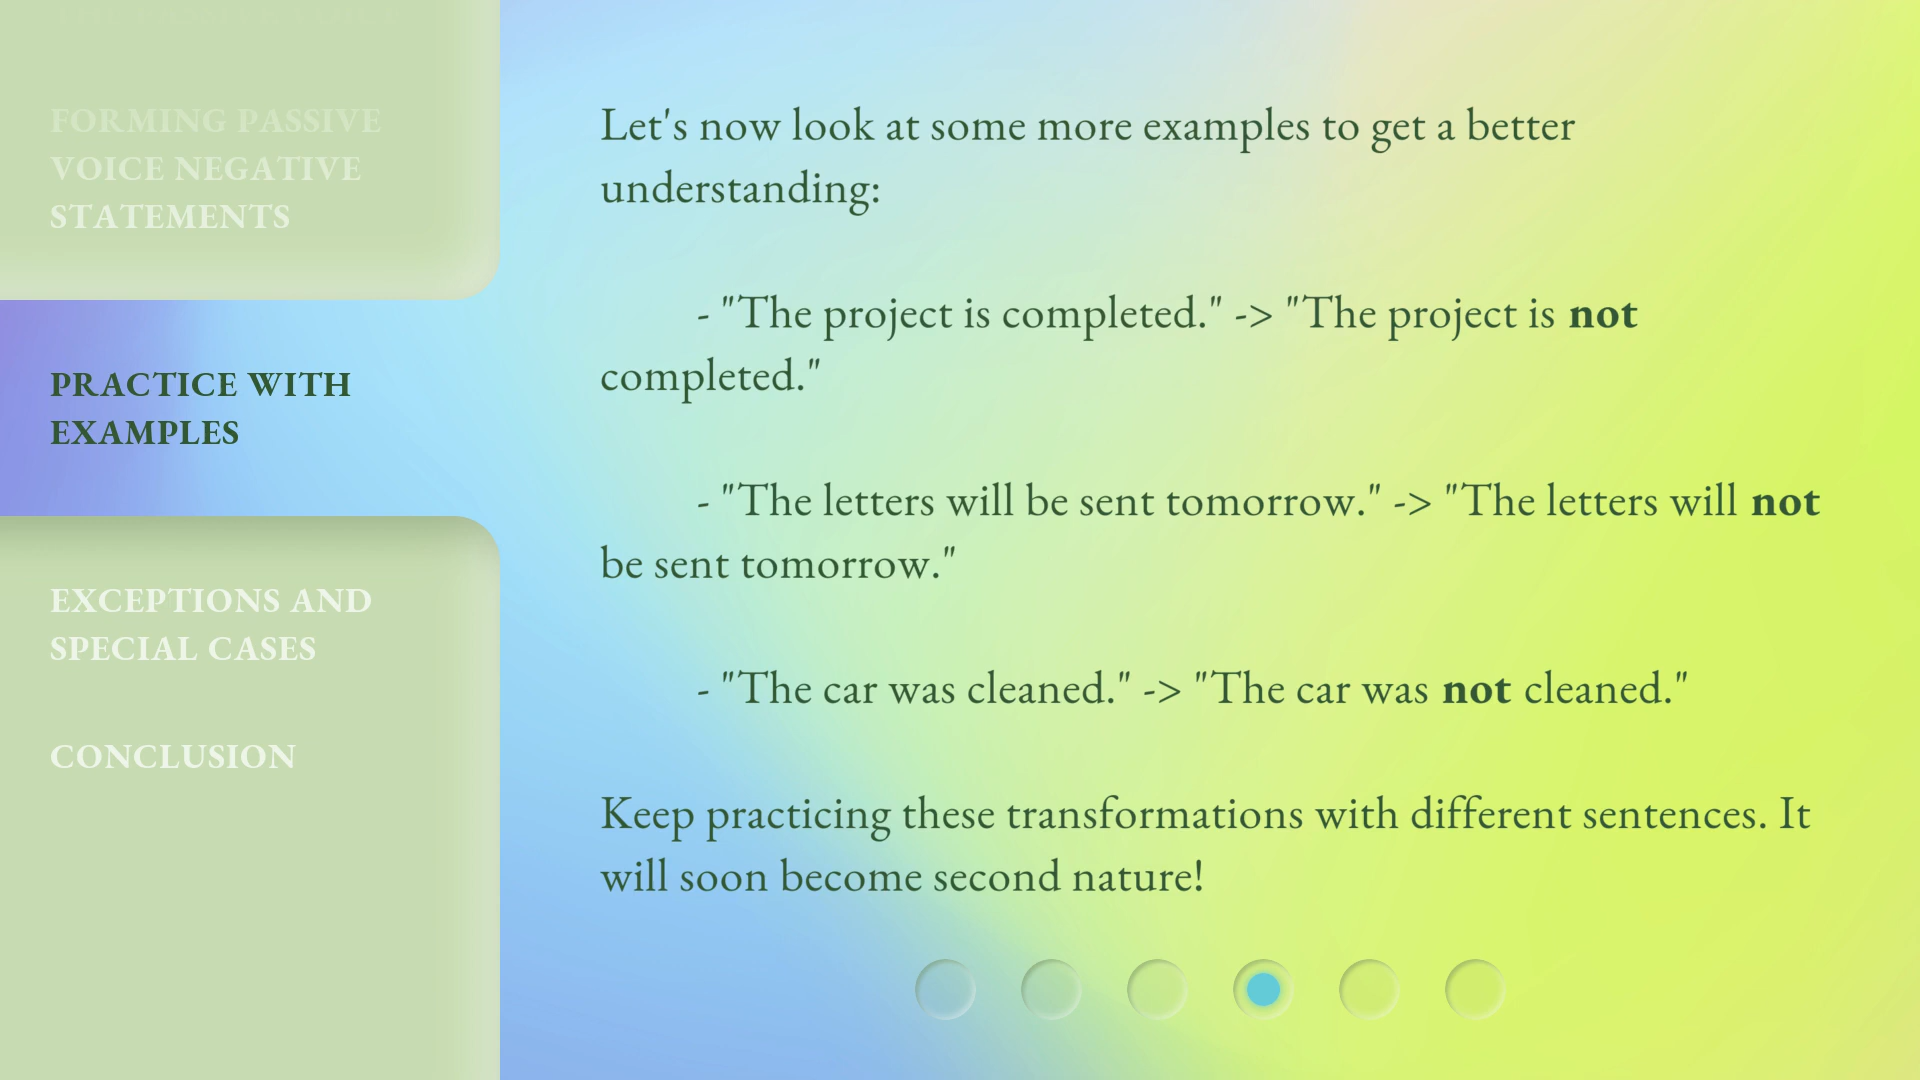 THE PASSIVE VOICE
FORMING PASSIVE
VOICE NEGATIVE
STATEMENTS
PRACTICE WITH
EXAMPLES
EXCEPTIONS AND
SPECIAL CASES
CONCLUSION
Let's now look at some more examples to get a better
understanding:
- "The project is completed." -> "The project is not
completed."
- "The letters will be sent tomorrow." -> "The letters will not
be sent tomorrow."
- "The car was cleaned." -> "The car was not cleaned."
Keep practicing these transformations with different sentences. It
will soon become second nature!